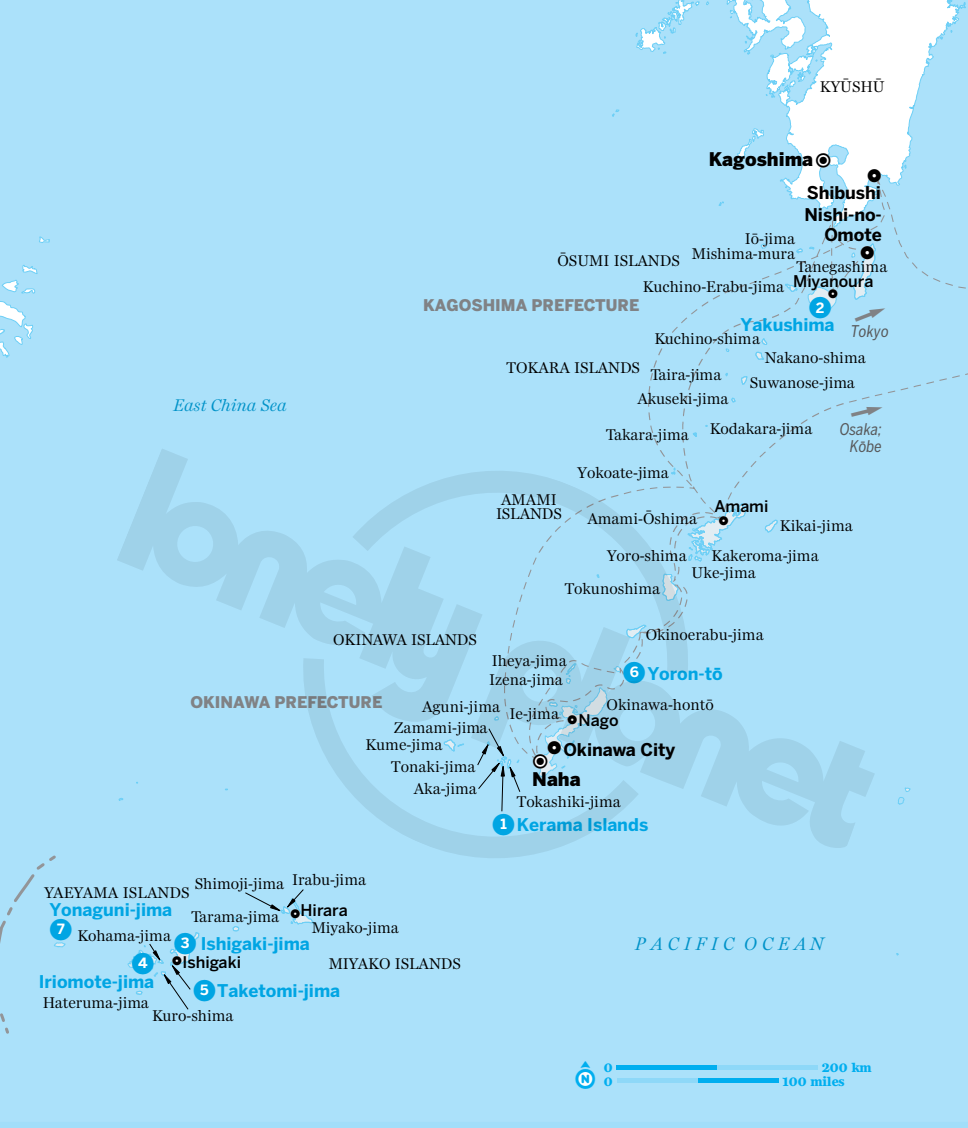 KYŪSHŪ
Kagoshima
Shibushi
Nishi-no-
Omote
Iō-jima
Mishima-mura
ŌSUMI ISLANDS
Tanegashima
Miyanoura
Kuchino-Erabu-jima
KAGOSHIMA PREFECTURE
2
Yakushima
Tokyo
Kuchino-shima
Nakano-shima
TOKARA ISLANDS
Taira-jima
Suwanose-jima
Akuseki-jima
East China Sea
Kodakara-jima
Osaka;
Kōbe
Takara-jima
Yokoate-jima
AMAMI
ISLANDS
Amami
Amami-Ōshima
Kikai-jima
Yoro-shima
Kakeroma-jima
Uke-jima
Tokunoshima
lonely planet
OKINAWA ISLANDS
Okinoerabu-jima
Iheya-jima
Izena-jima
6 Yoron-tō
OKINAWA PREFECTURE
Aguni-jima
Ie-jima
Okinawa-hontō
Nago
Zamami-jima
Kume-jima
Okinawa City
Tonaki-jima
Naha
Aka-jima
Tokashiki-jima
1 Kerama Islands
YAEYAMA ISLANDS
Shimoji-jima
Irabu-jima
Yonaguni-jima
7
Tarama-jima
Hirara
Miyako-jima
Kohama-jima
3 Ishigaki-jima
4
Ishigaki
MIYAKO ISLANDS
PACIFIC OCEAN
Iriomote-jima
5 Taketomi-jima
Hateruma-jima
Kuro-shima
N
0 200 km
0 100 miles